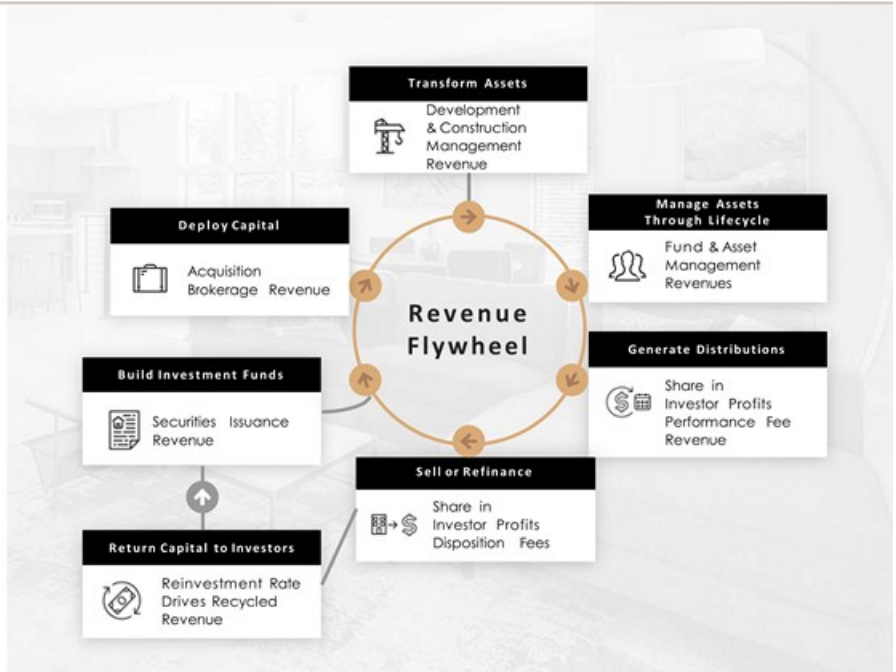 Transform Assets
Development
& Construction
Management
Revenue
Manage Assets
Through Lifecycle
Fund & Asset
Management
Revenues
Deploy Capital
Acquisition
Brokerage Revenue
Revenue
Flywheel
Generate Distributions
Share in
Investor Profits
Performance Fee
Revenue
Build Investment Funds
Securities Issuance
Revenue
Sell or Refinance
Share in
Investor Profits
Disposition Fees
Return Capital to Investors
Reinvestment Rate
Drives Recycled
Revenue